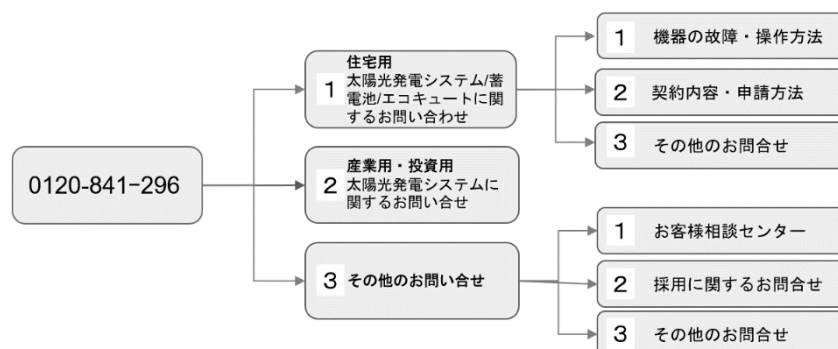 0120-841-296
1
住宅用
太陽光発電システム/蓄
電池/エコキュートに関
するお問い合わせ
1 機器の故障・操作方法
2 契約内容・申請方法
3 その他のお問合せ
2
産業用・投資用
太陽光発電システムに
関するお問い合せ
3 その他のお問い合せ
1 お客様相談センター
2 採用に関するお問合せ
3 その他のお問合せ